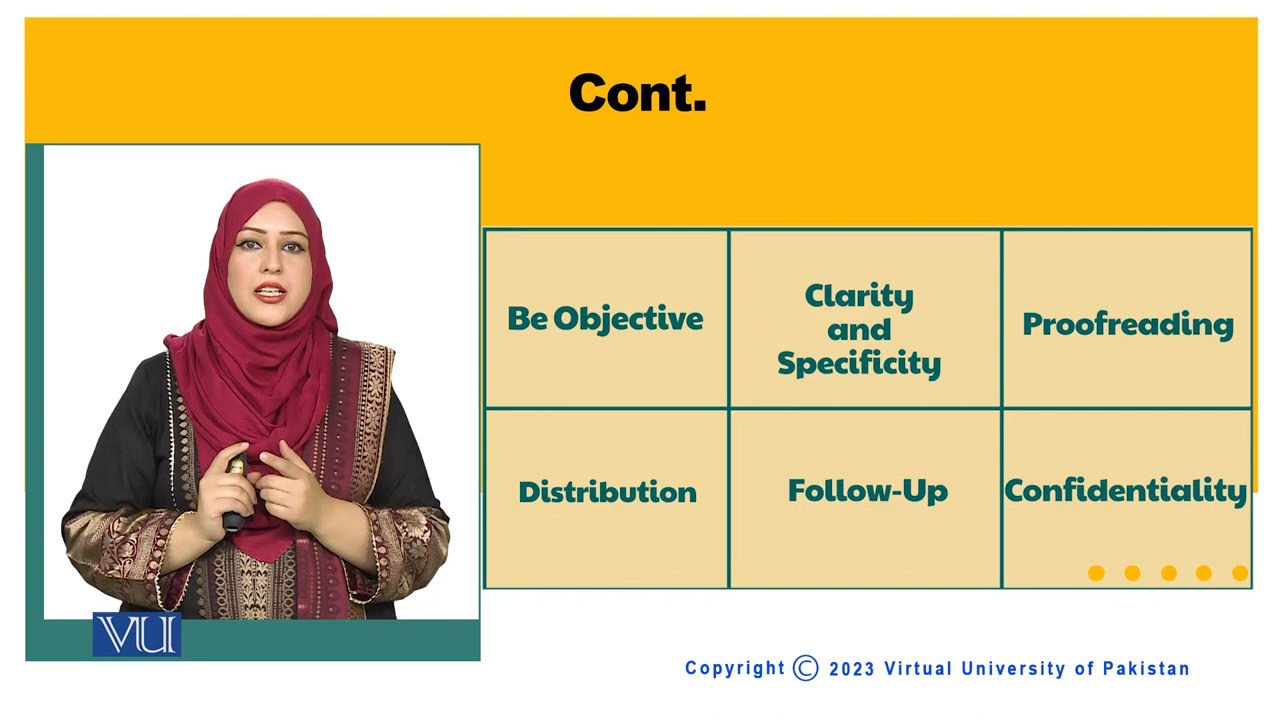 Cont.
Be Objective
Clarity
and
Specificity
Proofreading
Distribution
Follow-Up
Confidentiality
VU
Copyright © 2023 Virtual University of Pakistan